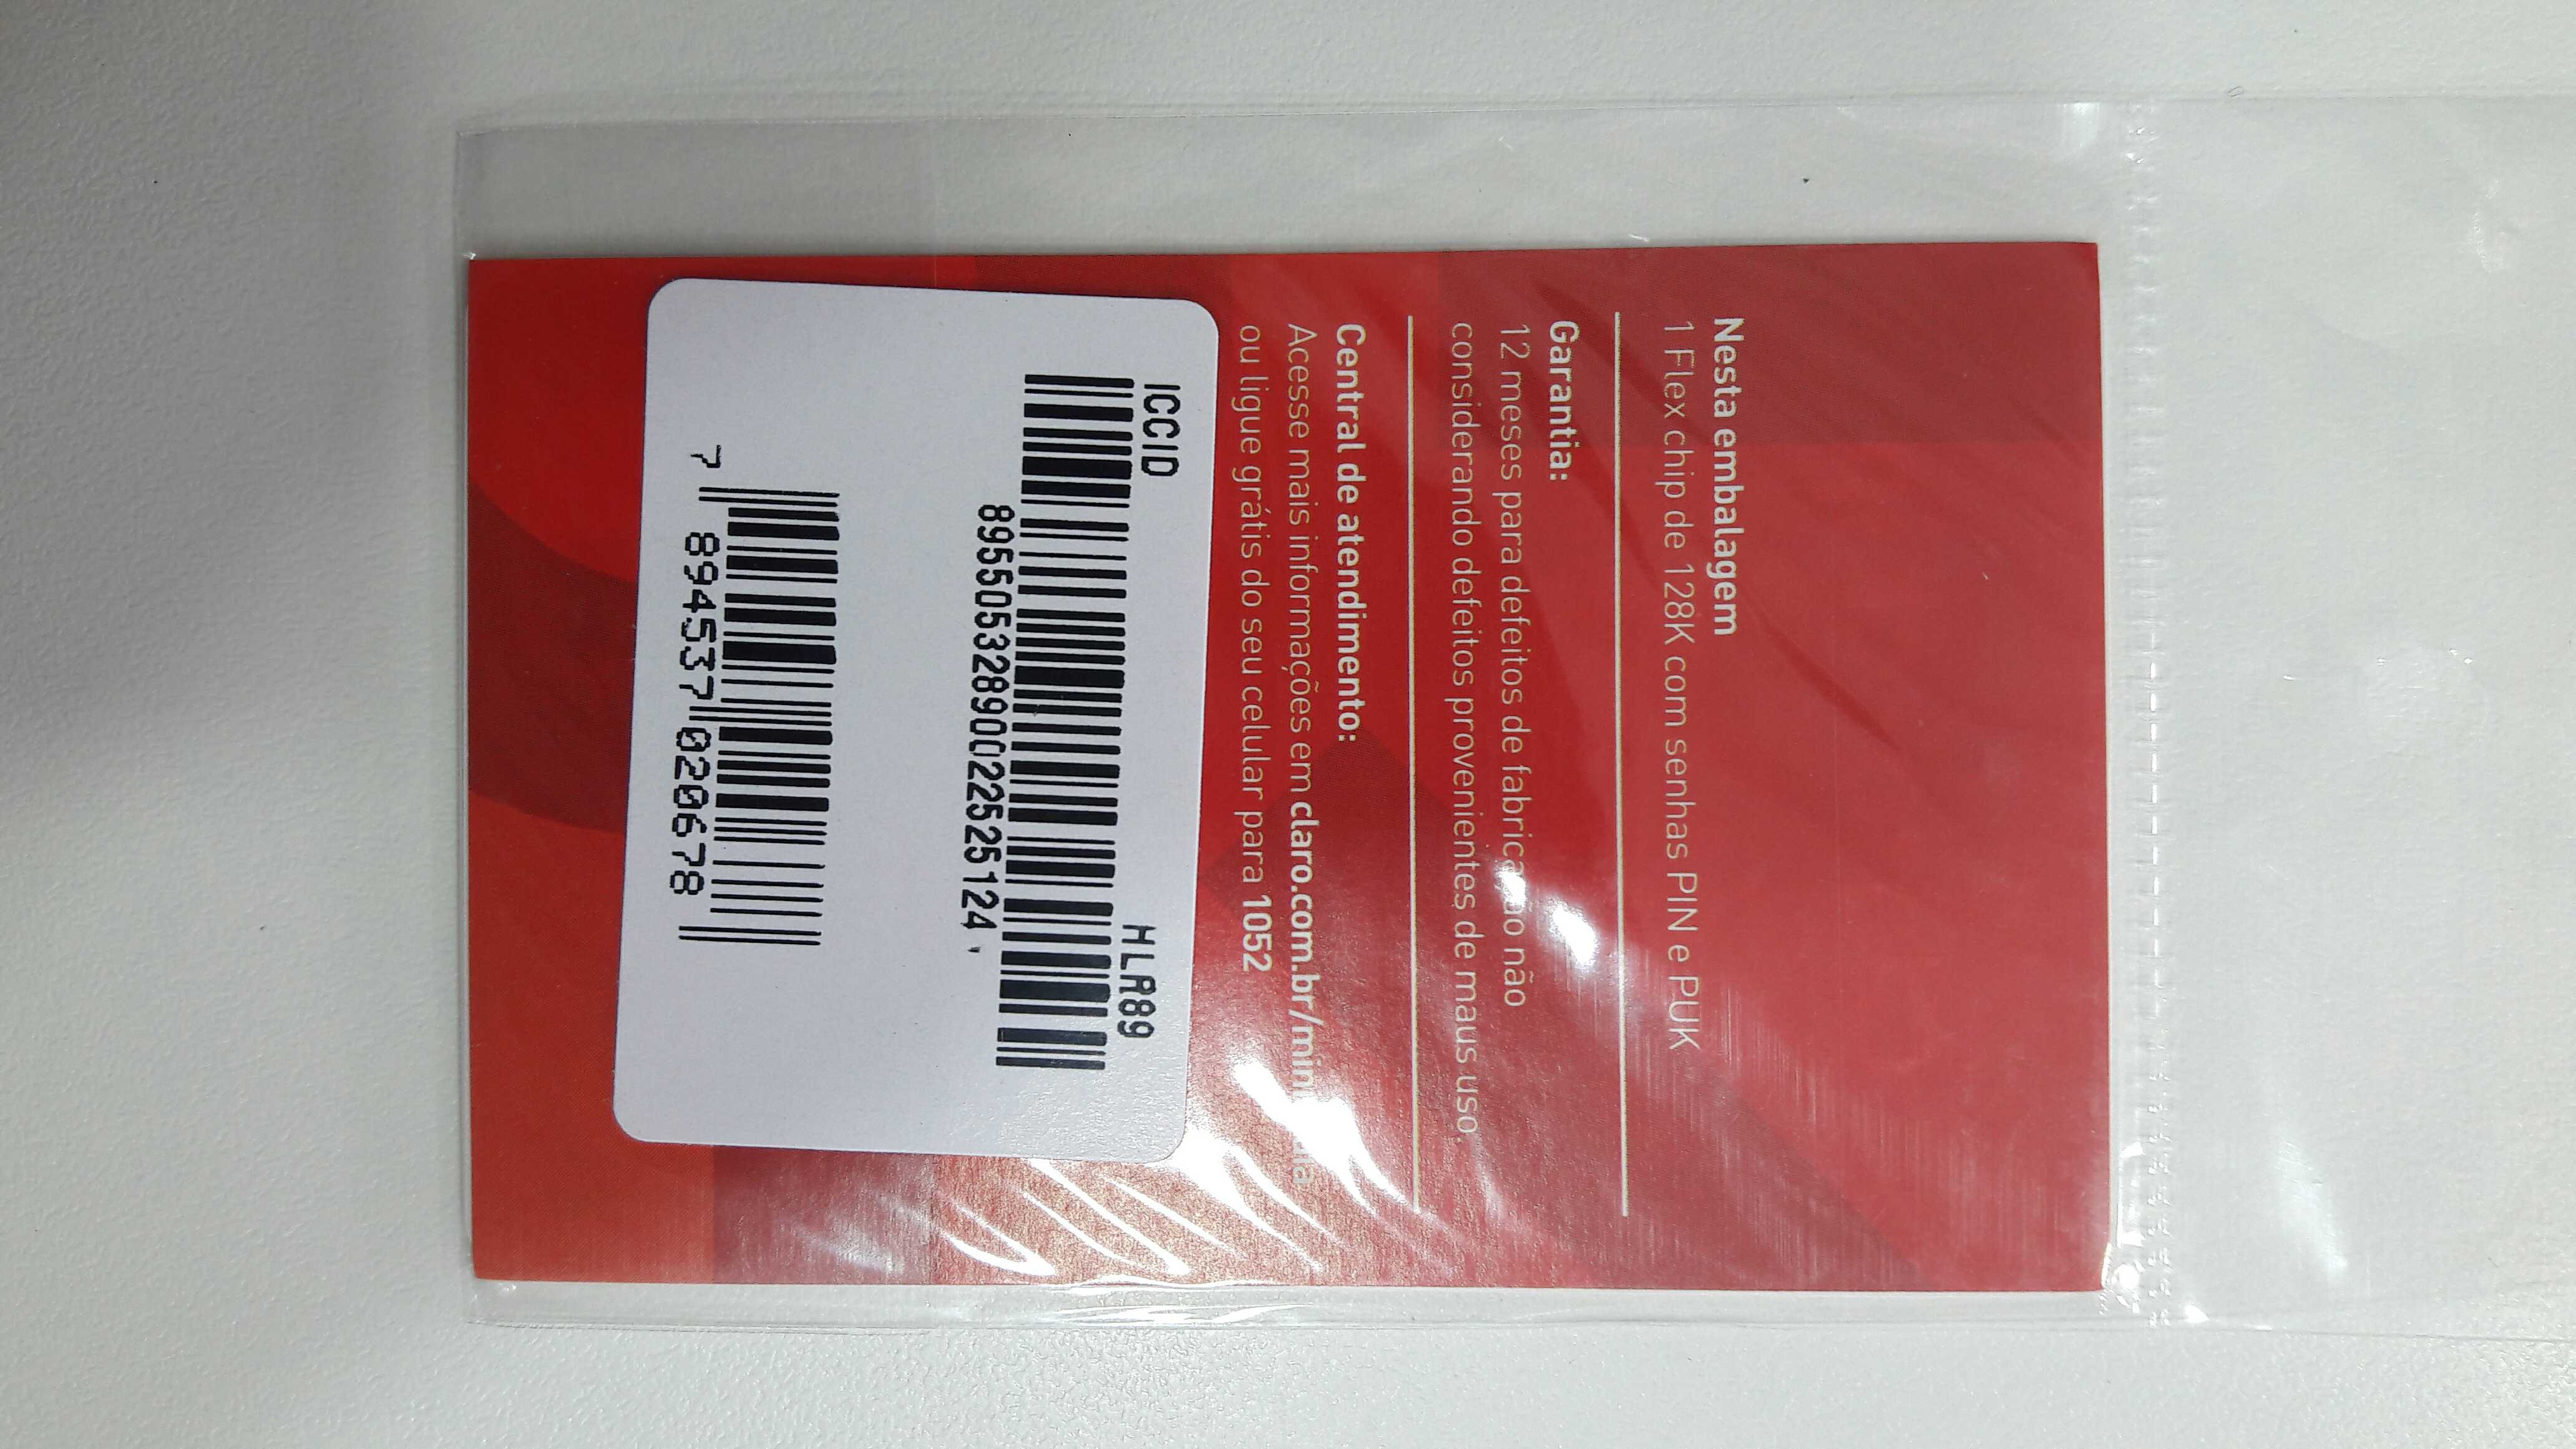 Nesta embalagem
1 Flex chip de 128K com senhas PIN e PUK
Garantia:
12 meses para defeitos de fabricação não
considerando defeitos provenientes de maus uso.
Central de atendimento:
Acesse mais informações em claro.com.br/
ou ligue grátis do seu celular para 1052
ICCID
HLR89
89550532890022525124
7 894537 020678